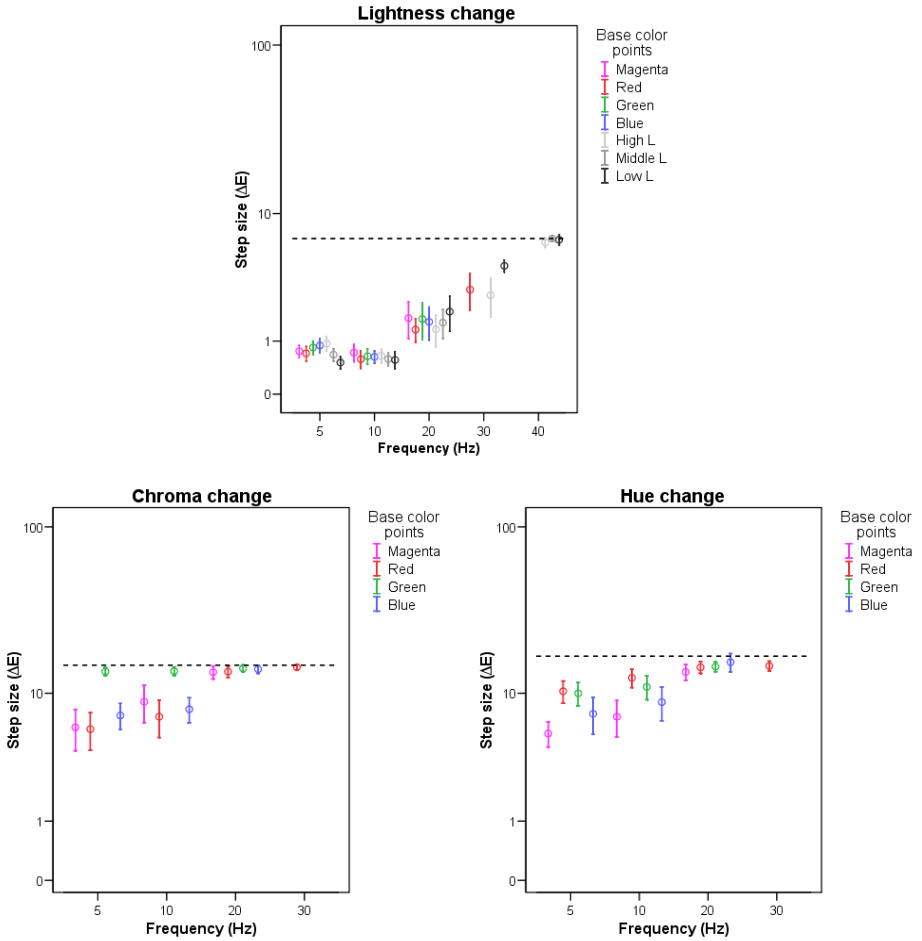 Lightness change
Base color
points
Magenta
Red
Green
Blue
High L
Middle L
Low L
100
10
1
0
Step size (ΔE)
5 10 20 30 40
Frequency (Hz)
Chroma change
Base color
points
Magenta
Red
Green
Blue
100
10
1
0
Step size (ΔE)
5 10 20 30
Frequency (Hz)
Hue change
Base color
points
Magenta
Red
Green
Blue
100
10
1
0
Step size (ΔE)
5 10 20 30
Frequency (Hz)